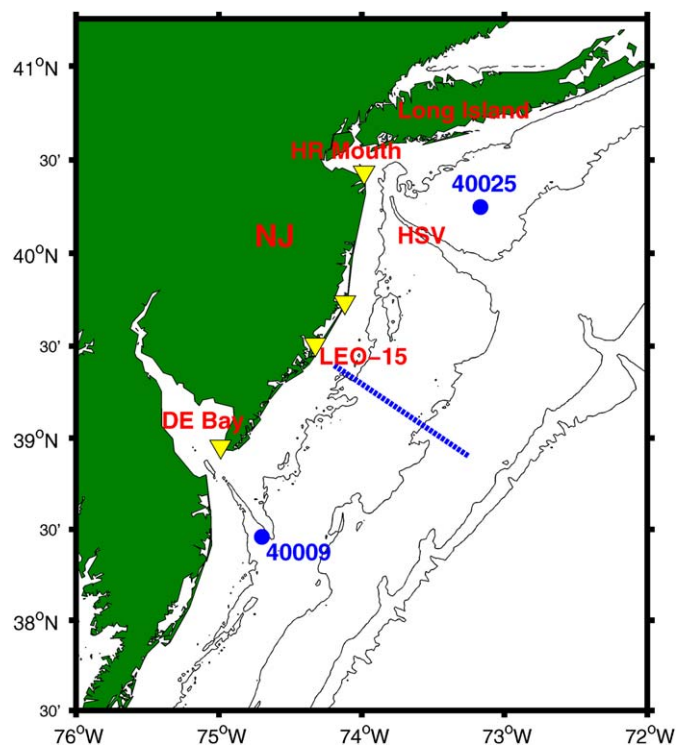 41°N
Long Island
30'
HR Mouth
40025
NJ
HSV
40°N
30'
LEO-15
DE Bay
39°N
30'
40009
38°N
30'
76°W
75°W
74°W
73°W
72°W